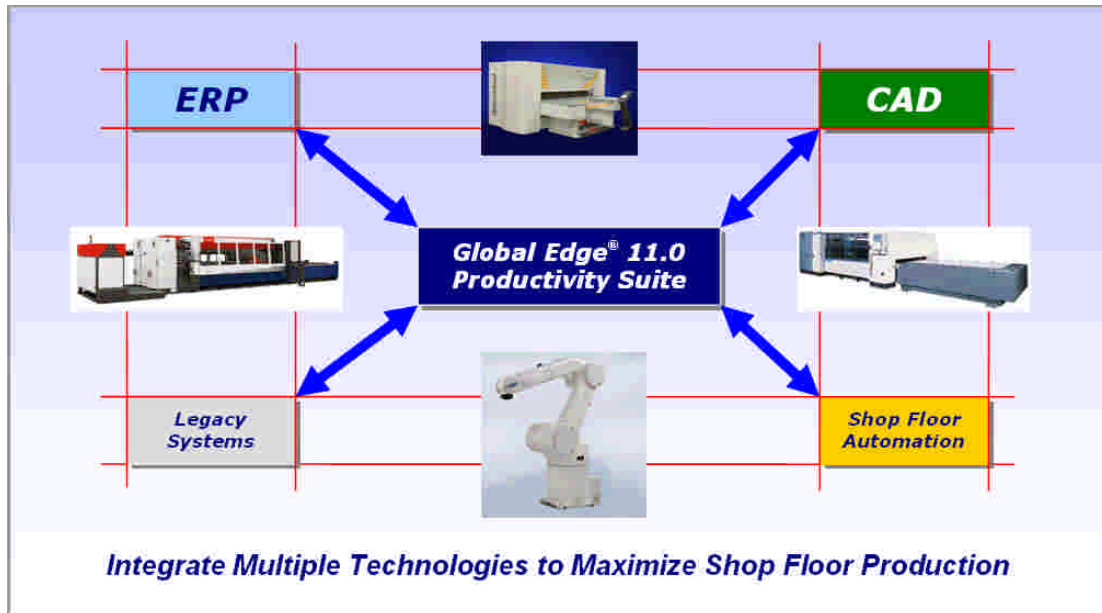 ERP
CAD
Global Edge® 11.0
Productivity Suite
Legacy
Systems
Shop Floor
Automation
Integrate Multiple Technologies to Maximize Shop Floor Production